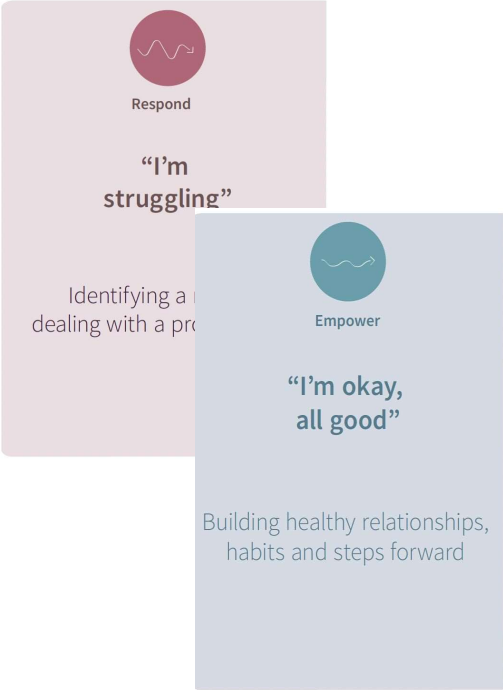 Respond
“I’m
struggling”
Identifying a
dealing with a
Empower
“I’m okay,
all good”
Building healthy relationships,
habits and steps forward